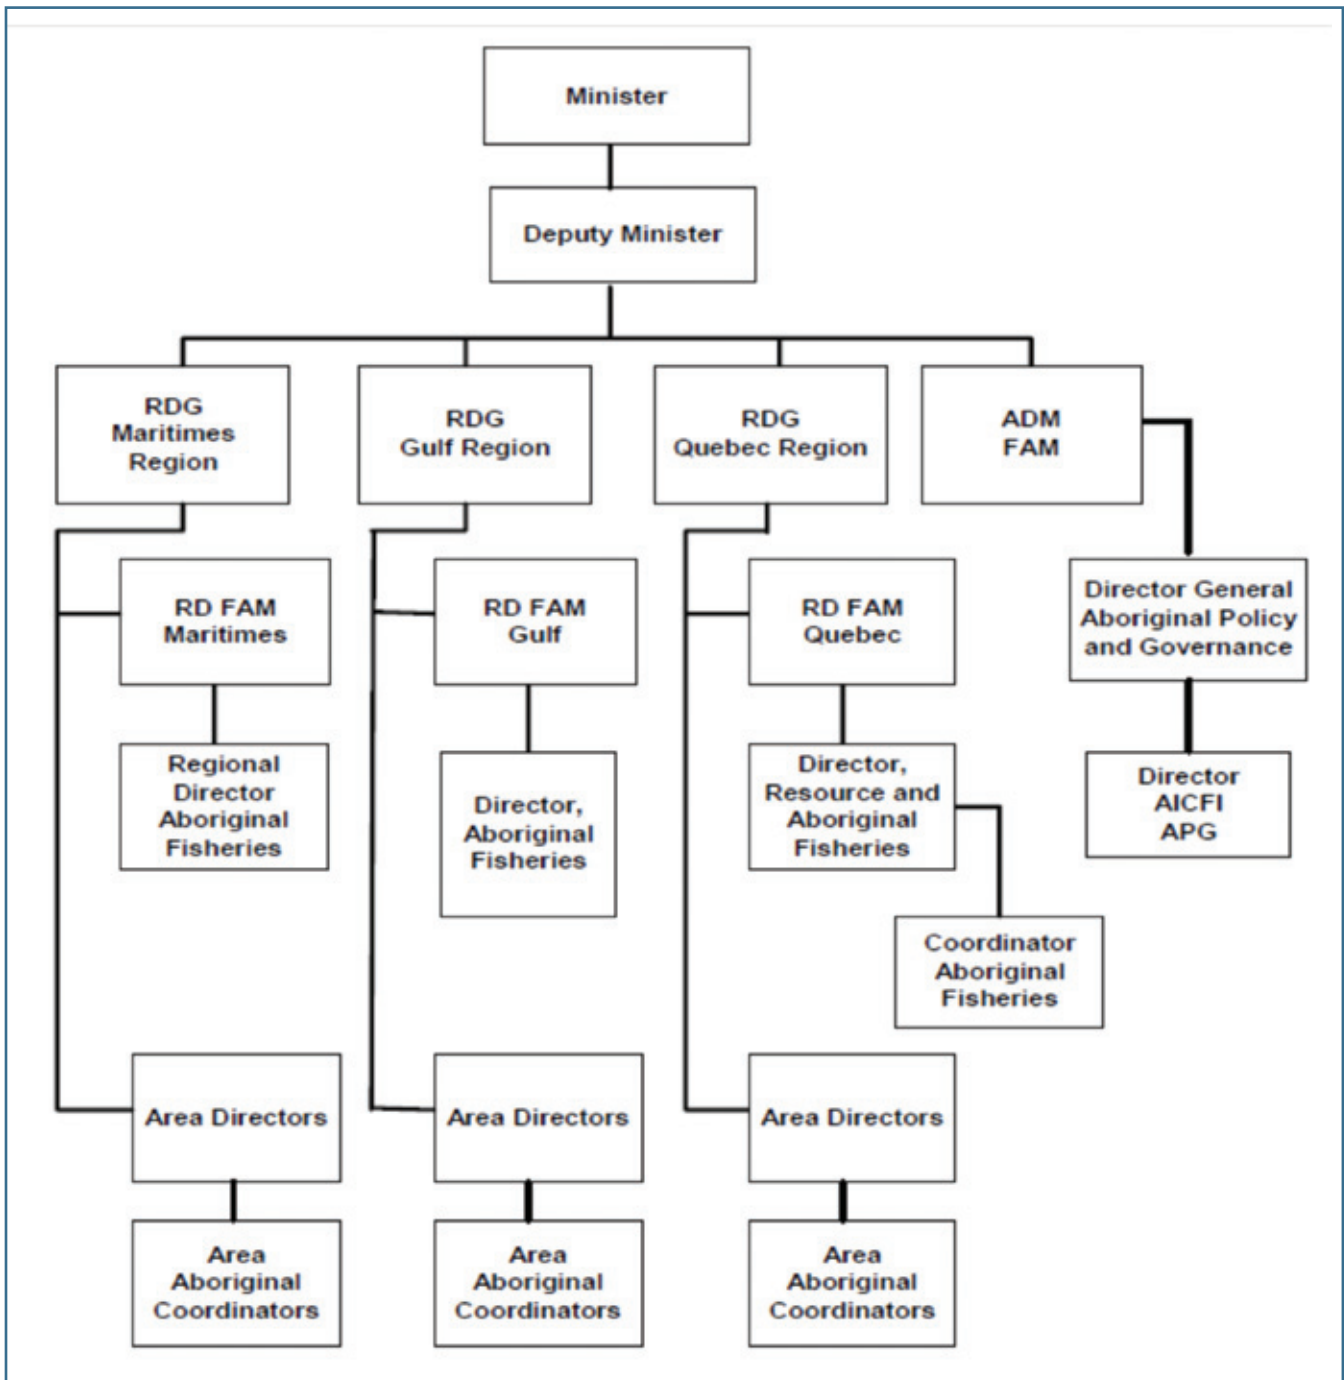 Minister
Deputy Minister
RDG
Maritimes
Region
RDG
Gulf Region
RDG
Quebec Region
ADM
FAM
RD FAM
Maritimes
RD FAM
Gulf
RD FAM
Quebec
Director General
Aboriginal Policy
and Governance
Regional
Director
Aboriginal
Fisheries
Director,
Aboriginal
Fisheries
Director,
Resource and
Aboriginal
Fisheries
Director
AICFI
APG
Coordinator
Aboriginal
Fisheries
Area Directors
Area Directors
Area Directors
Area
Aboriginal
Coordinators
Area
Aboriginal
Coordinators
Area
Aboriginal
Coordinators